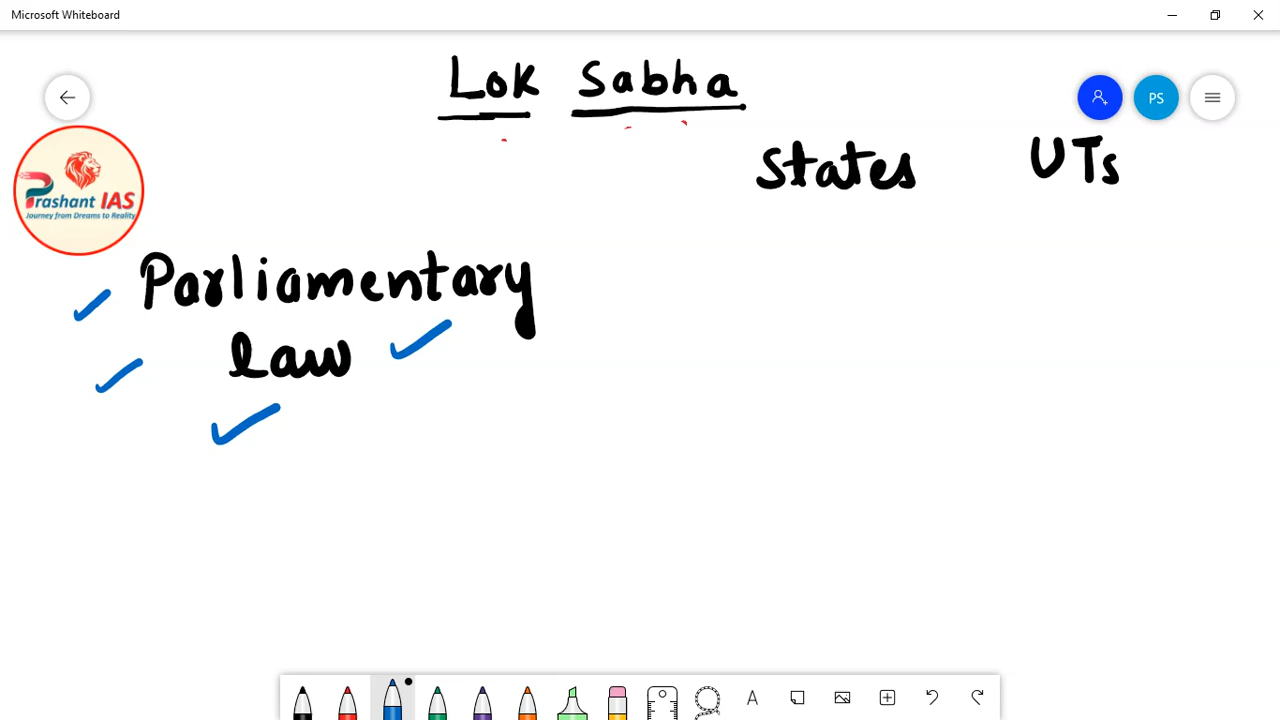 Microsoft Whiteboard
Lok Sabha
PS
States UTs
Prashant IAS
Journey from Dreams to Reality
Parliamentary
law
A